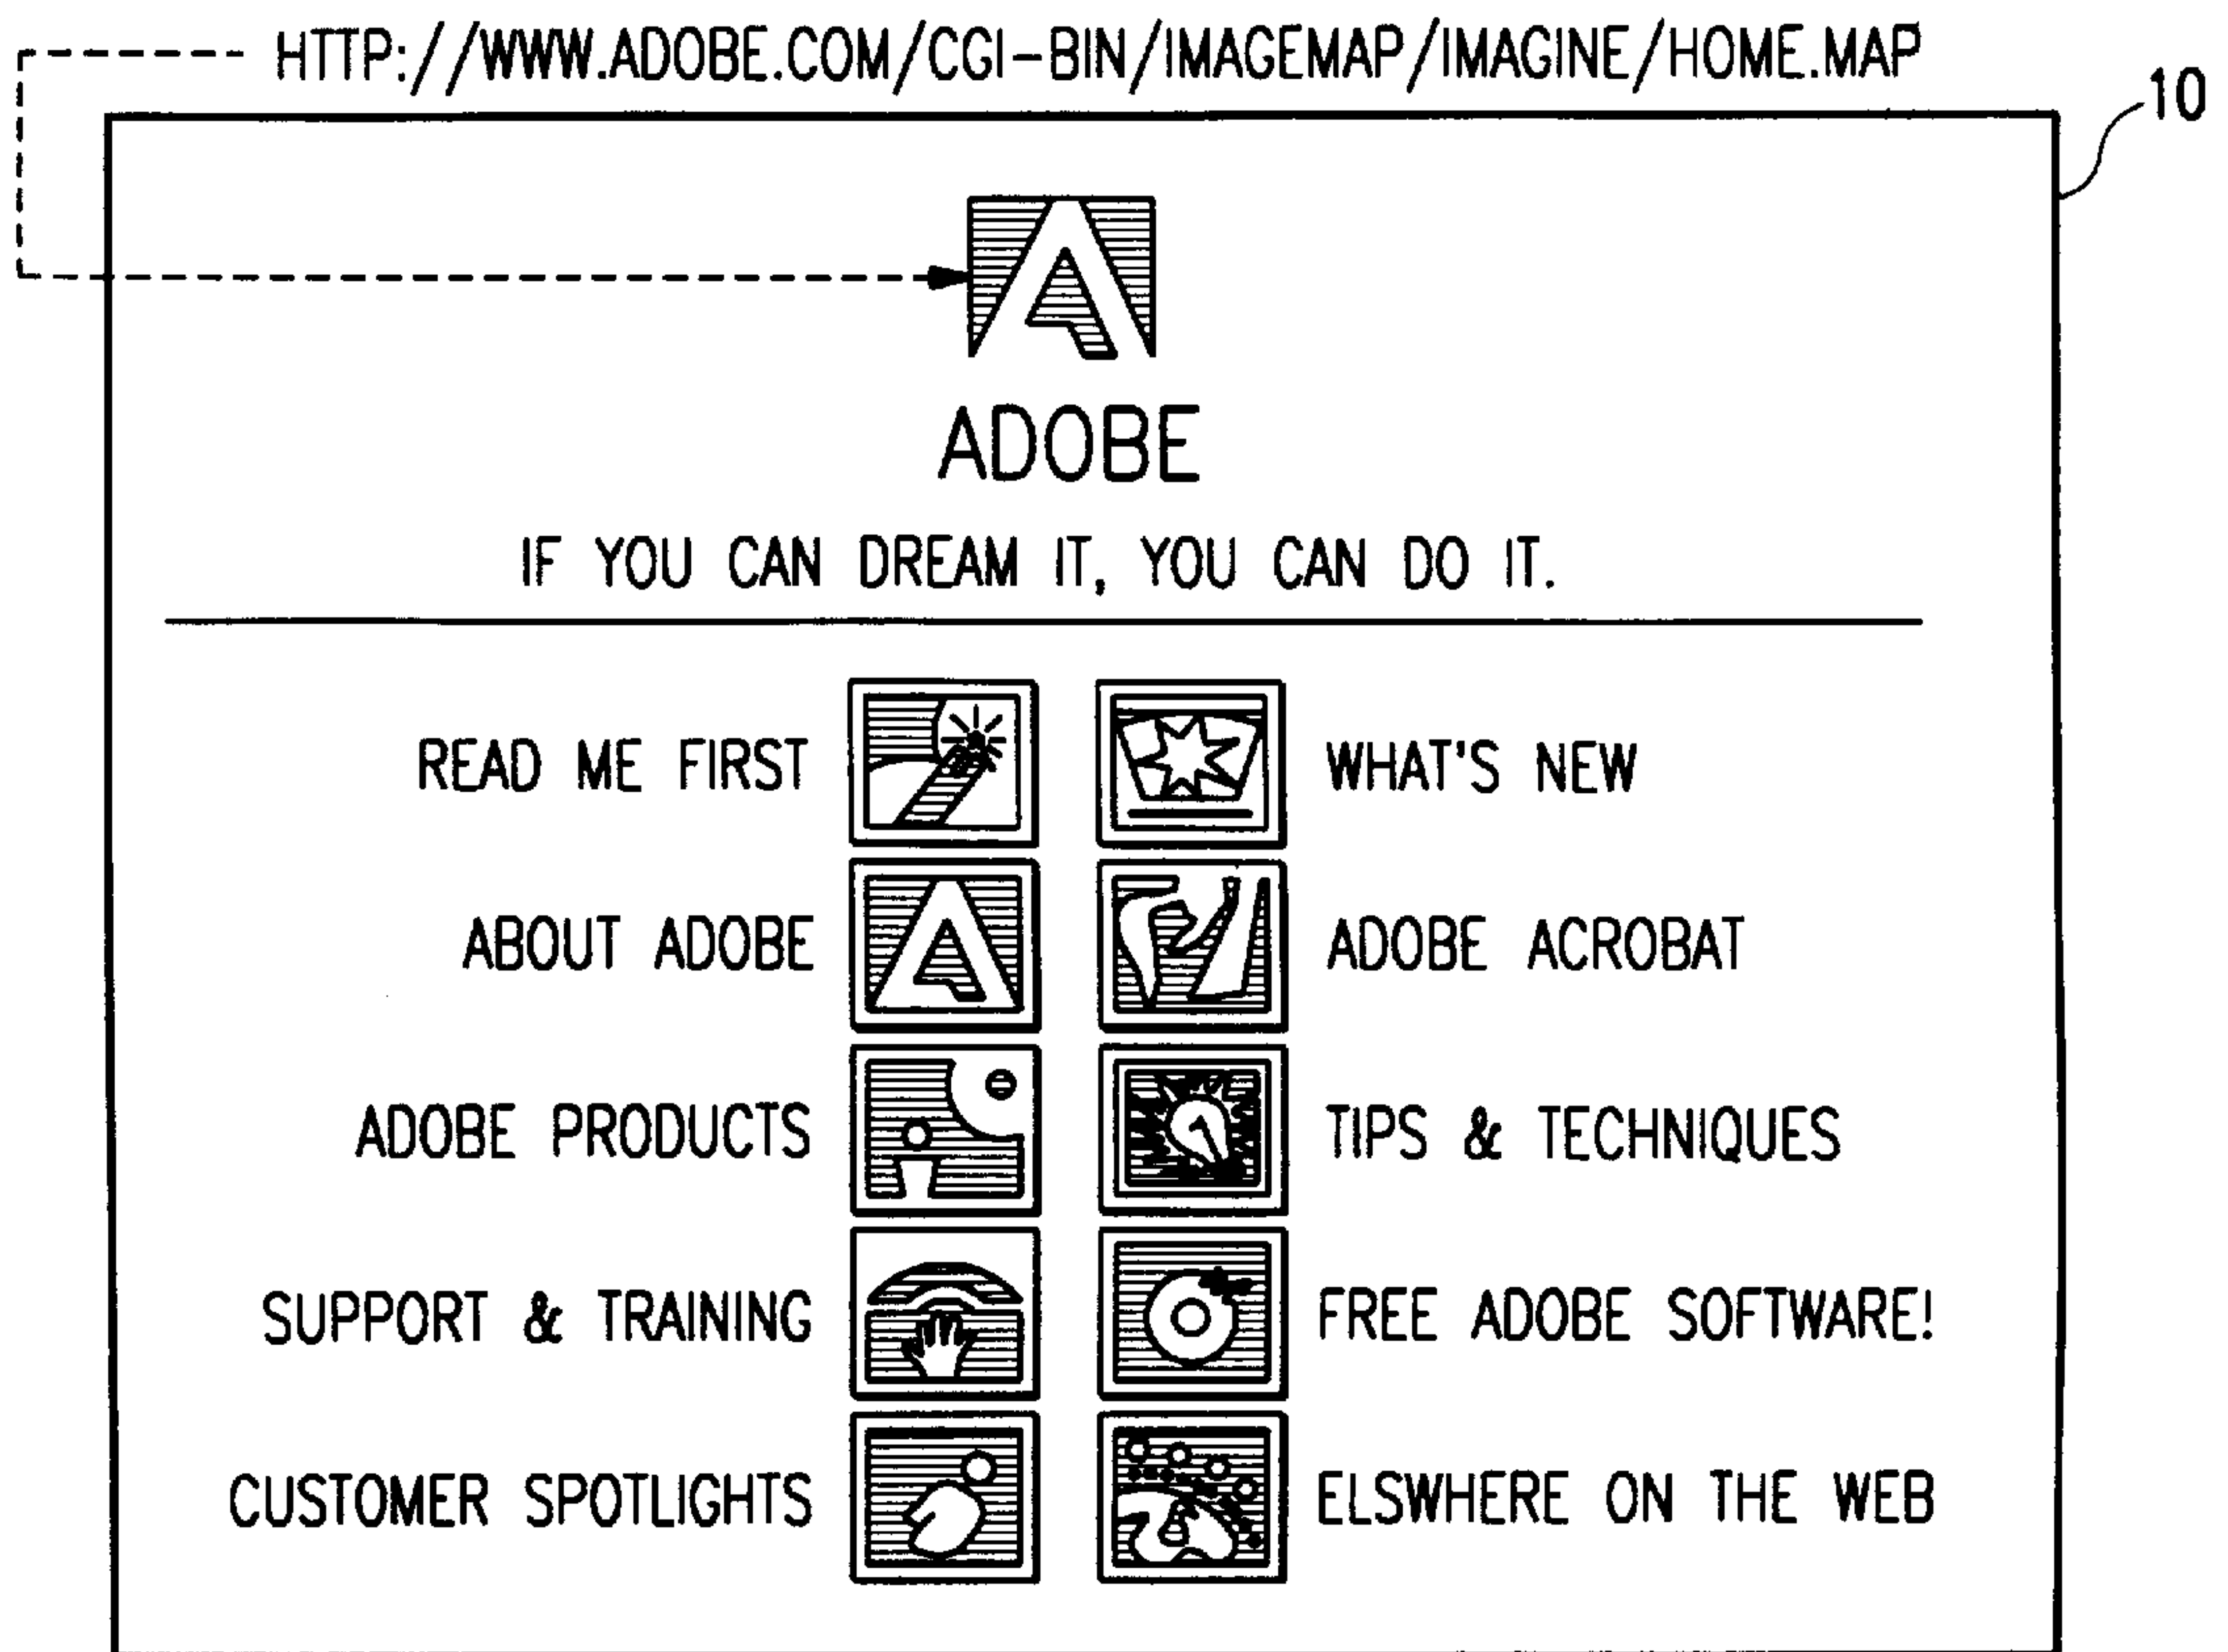 HTTP://WWW.ADOBE.COM/CGI-BIN/IMAGEMAP/IMAGINE/HOME.MAP
10
ADOBE
IF YOU CAN DREAM IT, YOU CAN DO IT.
READ ME FIRST WHAT'S NEW
ABOUT ADOBE ADOBE ACROBAT
ADOBE PRODUCTS TIPS & TECHNIQUES
SUPPORT & TRAINING FREE ADOBE SOFTWARE!
CUSTOMER SPOTLIGHTS ELSWHERE ON THE WEB